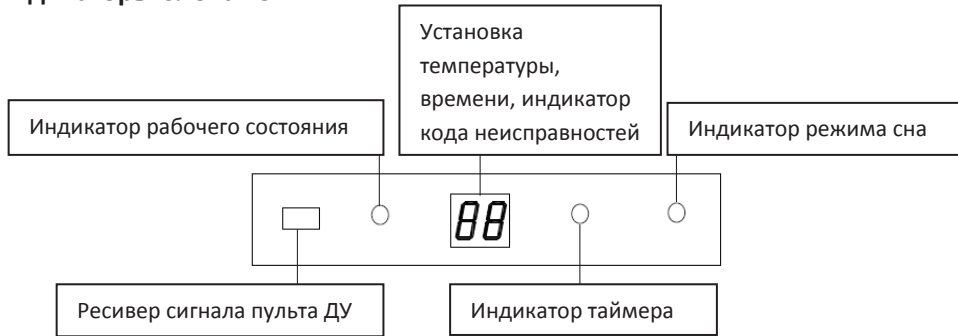 Установка
температуры,
времени, индикатор
кода неисправностей
Индикатор рабочего состояния
Индикатор режима сна
88
Ресивер сигнала пульта ДУ
Индикатор таймера